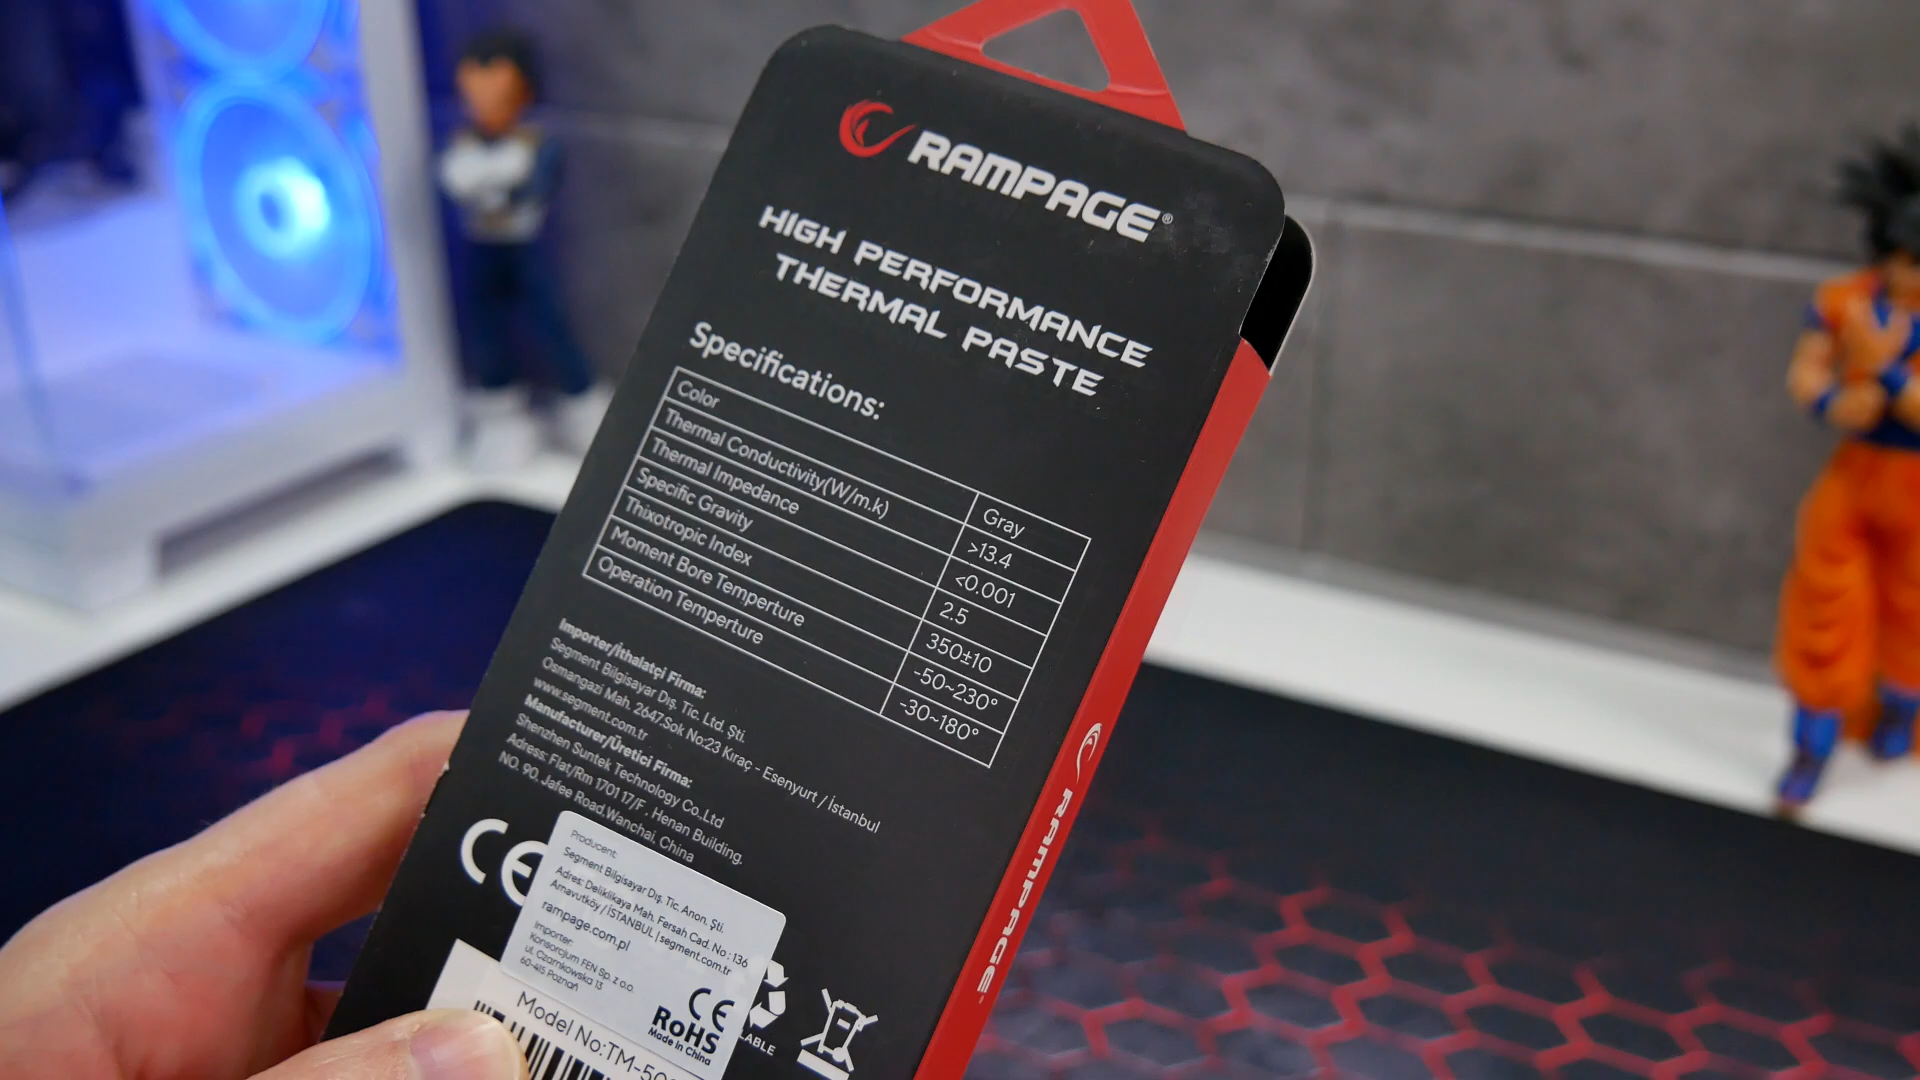 RAMPAGE®
HIGH PERFORMANCE
THERMAL PASTE
Specifications:
Color Gray
Thermal Conductivity(W/m.k) >13.4
Thermal Impedance <0.001
Specific Gravity 2.5
Thixotropic Index 350±10
Moment Bore Temperture -50~230°
Operation Temperture -30~180°
Importer/İthalatçi Firma:
Segment Bilgisayar Dış. Tic. Ltd. Şti.
Osmangazi Mah. 2647.Sok No:23 Kıraç - Esenyurt / İstanbul
www.segment.com.tr
Manufacturer/Üretici Firma:
Shenzhen Suntek Technology Co.,Ltd
Adress: Flat/Rm 1701 17/F , Henan Building.
NO. 90. Jafee Road,Wanchai, China
CE
Producent:
Segment Bilgisayar Dış. Tic. Anon. Şti.
Adres: Deliklikaya Mah. Fersah Cad. No : 136
Arnavutköy / İSTANBUL | segment.com.tr
rampage.com.pl
Importer:
Konsorcjum FEN Sp. z o.o.
ul. Czarnkowska 13
60-415 Poznań
CE
RoHS
Made in China
Model No:TM-50
RAMPAGE